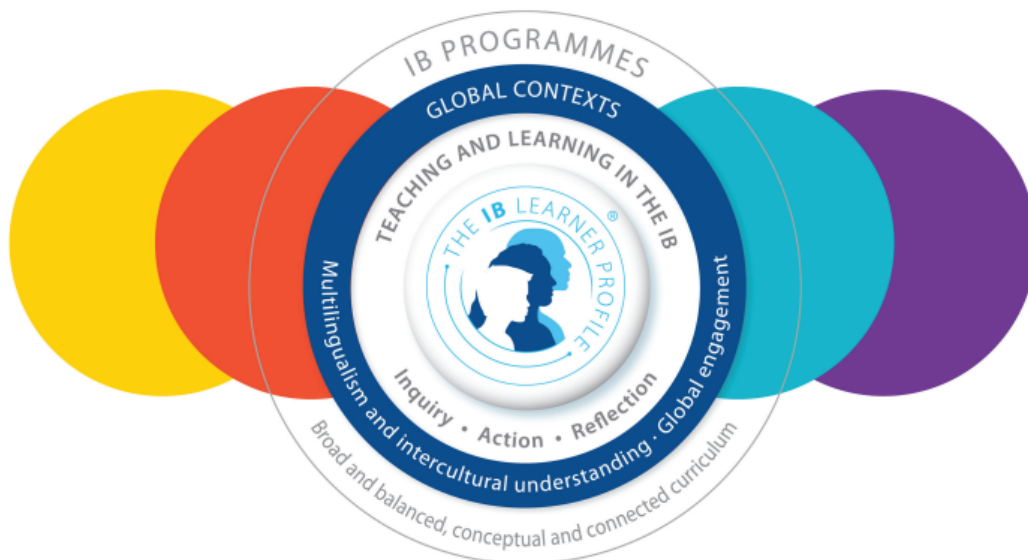 IB PROGRAMMES
GLOBAL CONTEXTS
TEACHING AND LEARNING IN THE IB
THE IB LEARNER PROFILE®
Inquiry • Action • Reflection
Multilingualism and intercultural understanding · Global engagement
Broad and balanced, conceptual and connected curriculum